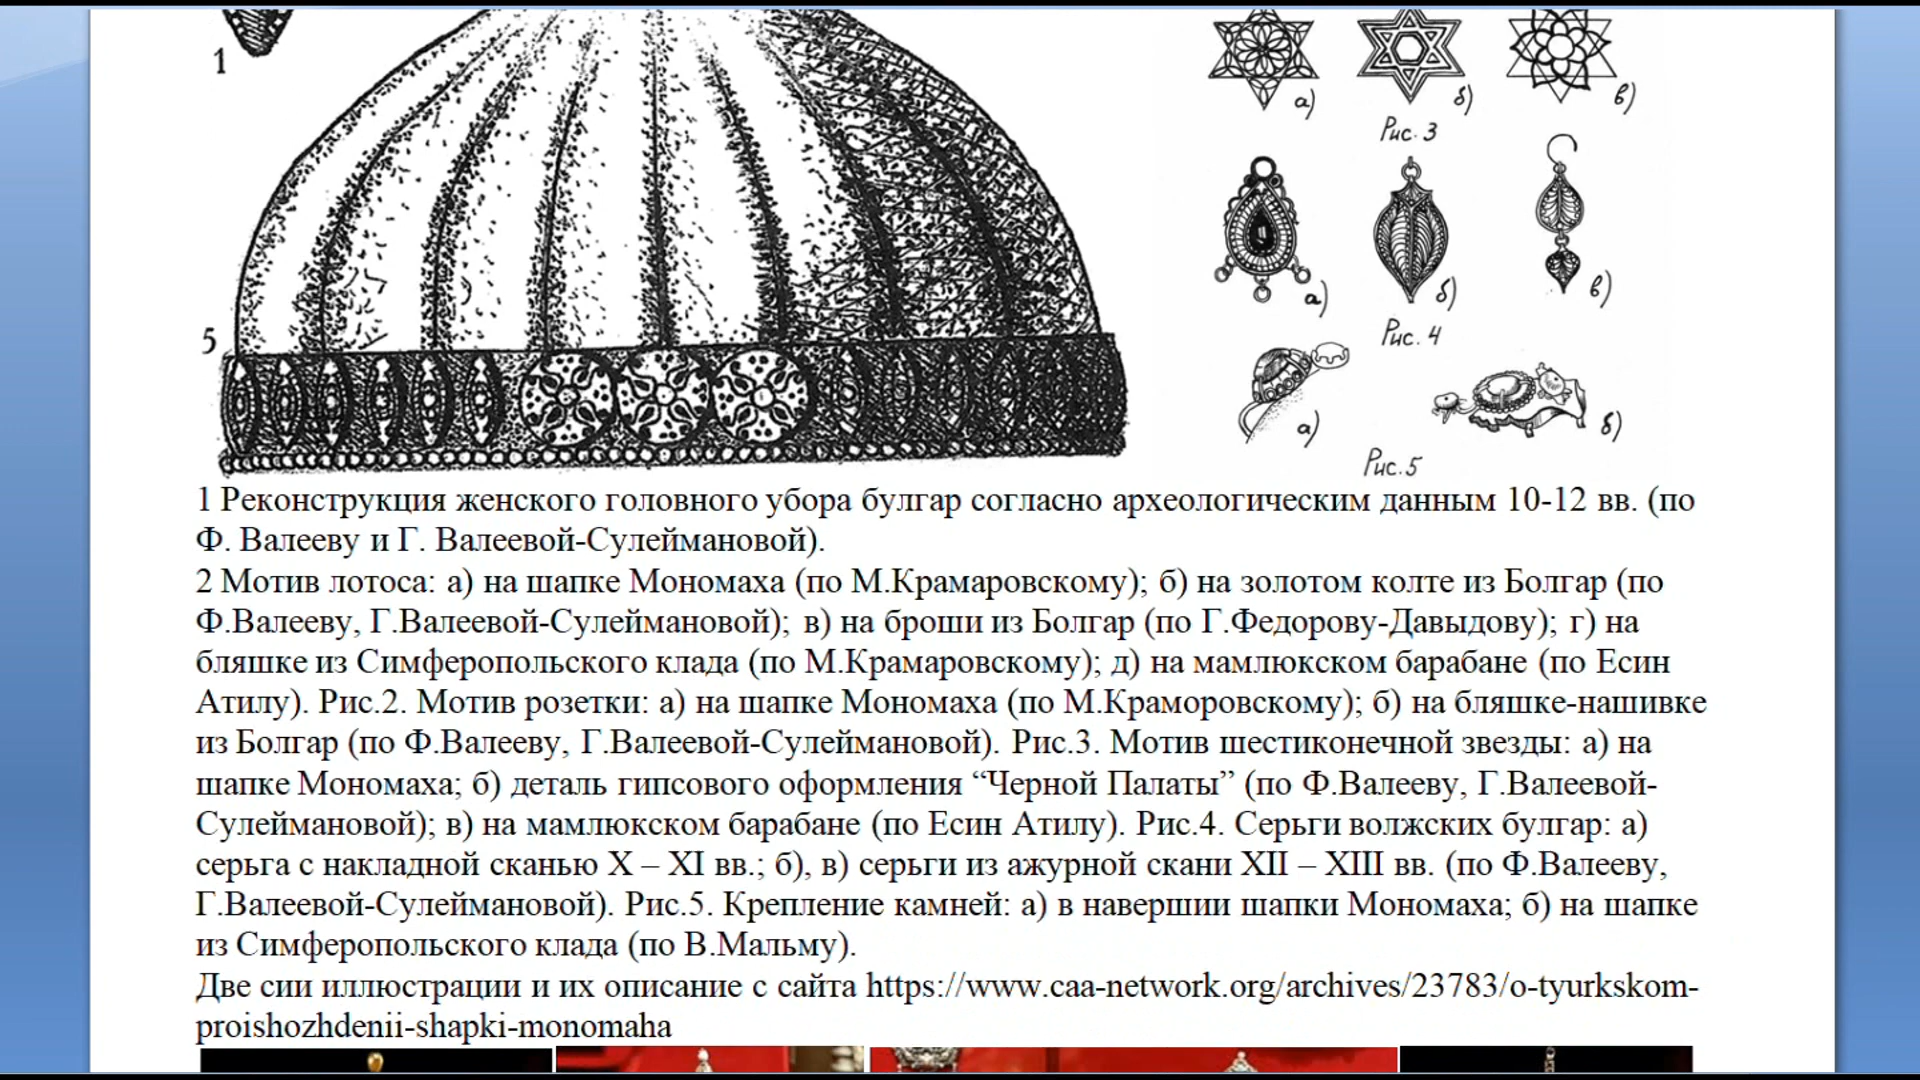 1
5
а) б) в)
Рис. 3
а) б) в)
Рис. 4
а) б)
Рис. 5
1 Реконструкция женского головного убора булгар согласно археологическим данным 10-12 вв. (по
Ф. Валееву и Г. Валеевой-Сулеймановой).
2 Мотив лотоса: а) на шапке Мономаха (по М.Крамаровскому); б) на золотом колте из Болгар (по
Ф.Валееву, Г.Валеевой-Сулеймановой); в) на броши из Болгар (по Г.Федорову-Давыдову); г) на
бляшке из Симферопольского клада (по М.Крамаровскому); д) на мамлюкском барабане (по Есин
Атилу). Рис.2. Мотив розетки: а) на шапке Мономаха (по М.Краморовскому); б) на бляшке-нашивке
из Болгар (по Ф.Валееву, Г.Валеевой-Сулеймановой). Рис.3. Мотив шестиконечной звезды: а) на
шапке Мономаха; б) деталь гипсового оформления “Черной Палаты” (по Ф.Валееву, Г.Валеевой-
Сулеймановой); в) на мамлюкском барабане (по Есин Атилу). Рис.4. Серьги волжских булгар: а)
серьга с накладной сканью X – XI вв.; б), в) серьги из ажурной скани XII – XIII вв. (по Ф.Валееву,
Г.Валеевой-Сулеймановой). Рис.5. Крепление камней: а) в навершии шапки Мономаха; б) на шапке
из Симферопольского клада (по В.Мальму).
Две сии иллюстрации и их описание с сайта https://www.caa-network.org/archives/23783/o-tyurkskom-
proishozhdenii-shapki-monomaha